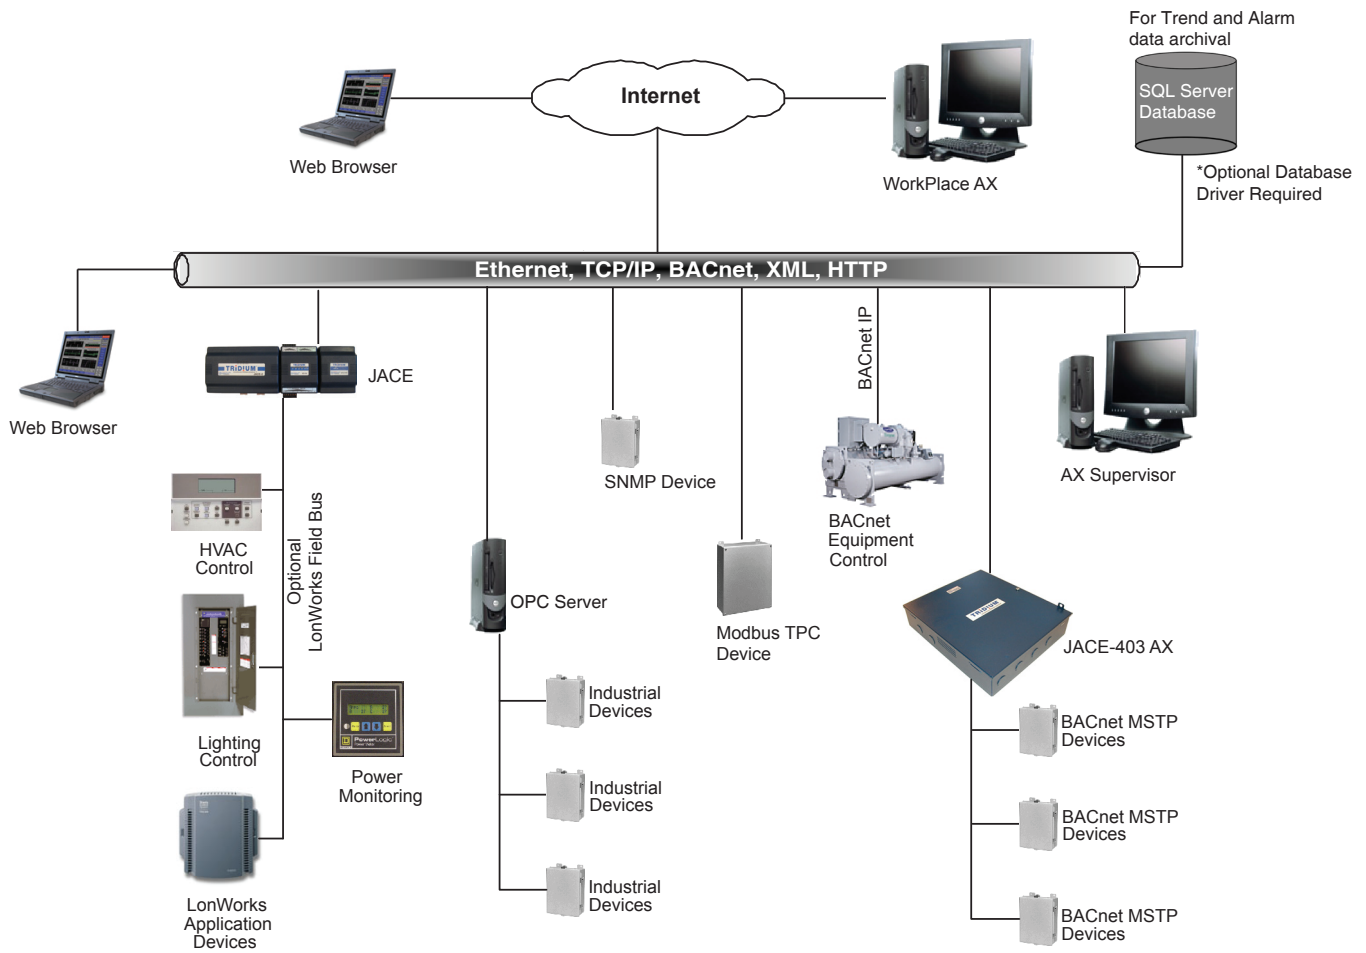 For Trend and Alarm
data archival
Internet
SQL Server
Database
Web Browser
WorkPlace AX
*Optional Database
Driver Required
Ethernet, TCP/IP, BACnet, XML, HTTP
BACnet IP
TRIDIUM
JACE
Web Browser
SNMP Device
AX Supervisor
HVAC
Control
Optional
LonWorks Field Bus
BACnet
Equipment
Control
OPC Server
Modbus TPC
Device
TRIDIUM
JACE-403 AX
Industrial
Devices
BACnet MSTP
Devices
Lighting
Control
PowerLogic
Power
Monitoring
Industrial
Devices
BACnet MSTP
Devices
LonWorks
Application
Devices
Industrial
Devices
BACnet MSTP
Devices